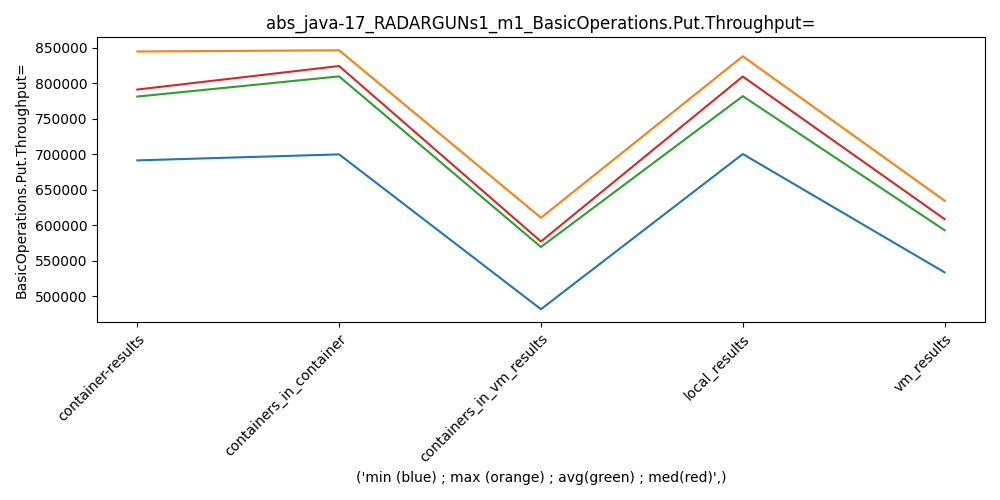 abs_java-17_RADARGUNs1_m1_BasicOperations.Put.Throughput=
BasicOperations.Put.Throughput=
850000
800000
750000
700000
650000
600000
550000
500000
container-results
containers_in_container
containers_in_vm_results
local_results
vm_results
('min (blue) ; max (orange) ; avg(green) ; med(red)',)